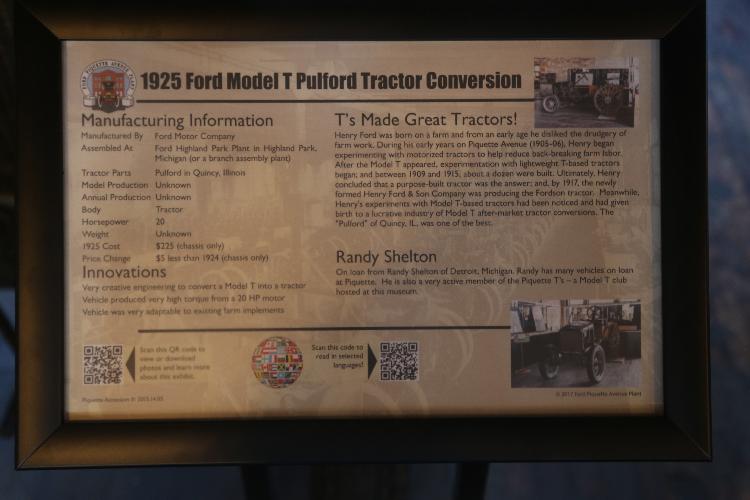 FORD PIQUETTE AVENUE PLANT
1925 Ford Model T Pulford Tractor Conversion
Manufacturing Information
Manufactured By Ford Motor Company
Assembled At Ford Highland Park Plant in Highland Park,
Michigan (or a branch assembly plant)
Tractor Parts Pulford in Quincy, Illinois
Model Production Unknown
Annual Production Unknown
Body Tractor
Horsepower 20
Weight Unknown
1925 Cost $225 (chassis only)
Price Change $5 less than 1924 (chassis only)
Innovations
Very creative engineering to convert a Model T into a tractor
Vehicle produced very high torque from a 20 HP motor
Vehicle was very adaptable to existing farm implements
T's Made Great Tractors!
Henry Ford was born on a farm and from an early age he disliked the drudgery of
farm work. During his early years on Piquette Avenue (1905-06), Henry began
experimenting with motorized tractors to help reduce back-breaking farm labor.
After the Model T appeared, experimentation with lightweight T-based tractors
began; and between 1909 and 1915, about a dozen were built. Ultimately, Henry
concluded that a purpose-built tractor was the answer; and, by 1917, the newly
formed Henry Ford & Son Company was producing the Fordson tractor. Meanwhile,
Henry's experiments with Model T-based tractors had been noticed and had given
birth to a lucrative industry of Model T after-market tractor conversions. The
"Pulford" of Quincy, IL, was one of the best.
Randy Shelton
On loan from Randy Shelton of Detroit, Michigan. Randy has many vehicles on loan
at Piquette. He is also a very active member of the Piquette T's – a Model T club
hosted at this museum.
Scan this QR code to
view or download
photos and learn more
about this exhibit.
Scan this code to
read in selected
languages!
Piquette Accession #: 2015.14.05
© 2017 Ford Piquette Avenue Plant